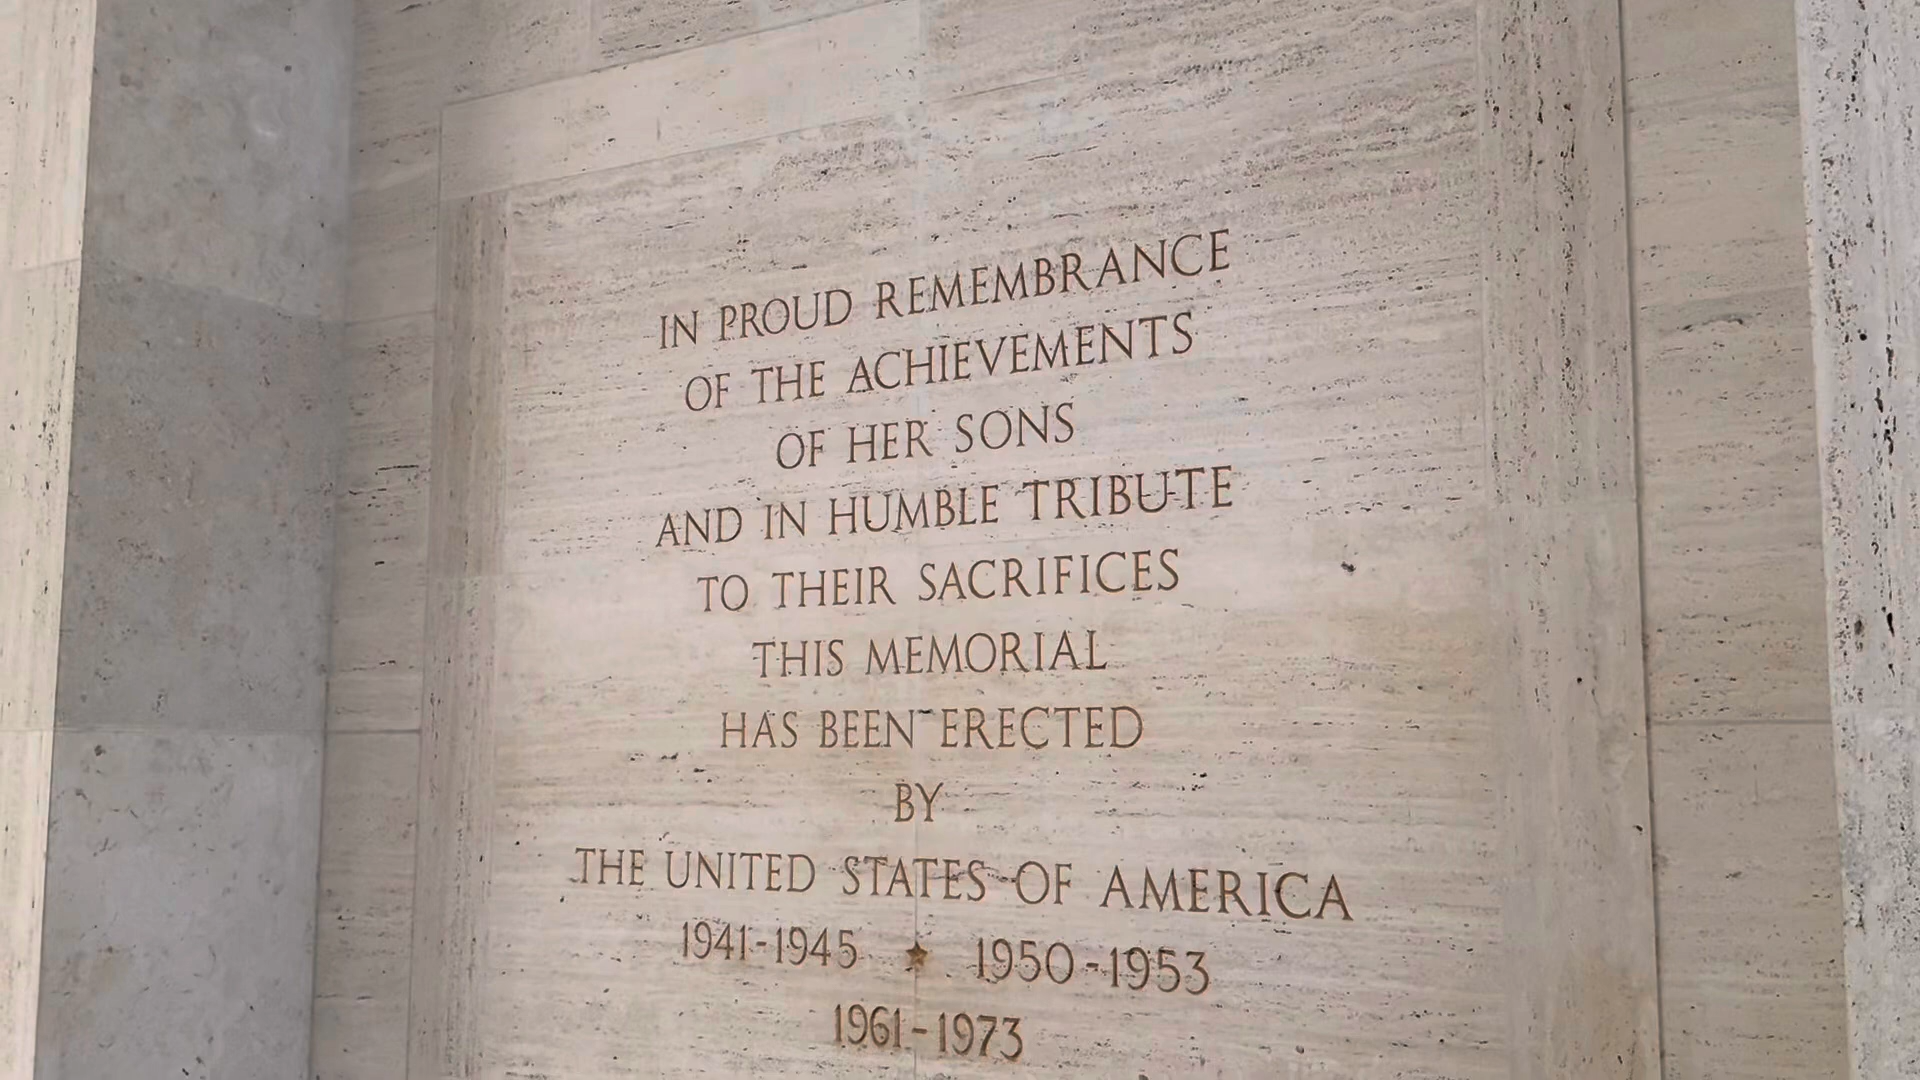 IN PROUD REMEMBRANCE
OF THE ACHIEVEMENTS
OF HER SONS
AND IN HUMBLE TRIBUTE
TO THEIR SACRIFICES
THIS MEMORIAL
HAS BEEN ERECTED
BY
THE UNITED STATES OF AMERICA
1941-1945 ★ 1950-1953
1961-1973